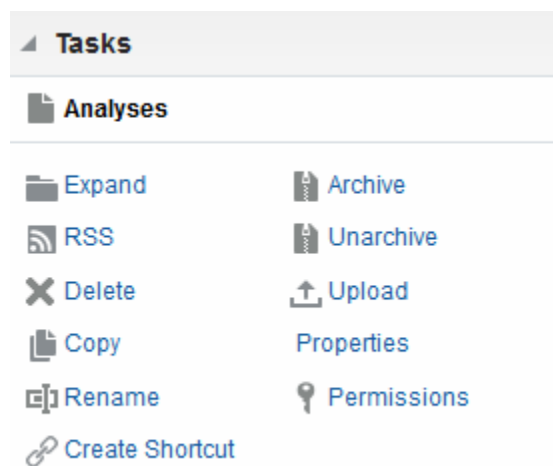 Tasks
Analyses
Expand
Archive
RSS
Unarchive
Delete
Upload
Copy
Properties
Rename
Permissions
Create Shortcut